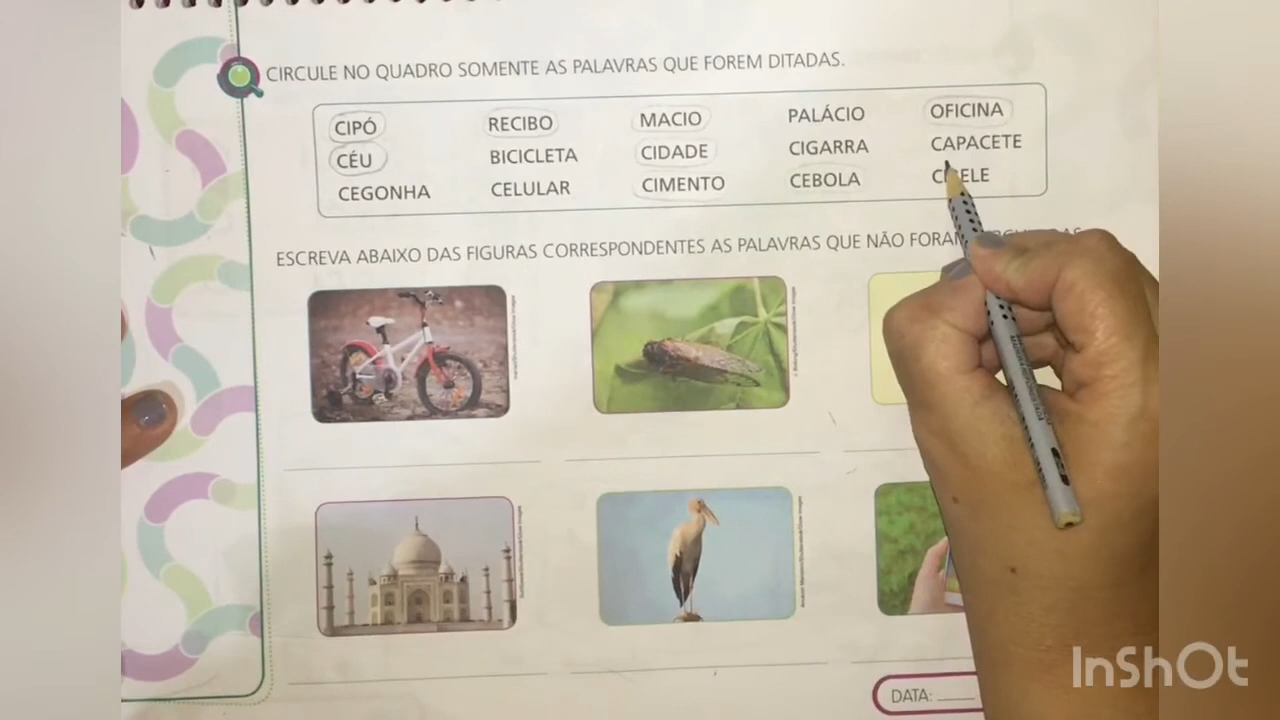 CIRCULE NO QUADRO SOMENTE AS PALAVRAS QUE FOREM DITADAS.
CIPÓ RECIBO MACIO PALÁCIO OFICINA
CÉU BICICLETA CIDADE CIGARRA CAPACETE
CEGONHA CELULAR CIMENTO CEBOLA
ESCREVA ABAIXO DAS FIGURAS CORRESPONDENTES AS PALAVRAS QUE NÃO FORAM
DATA:
InShOt